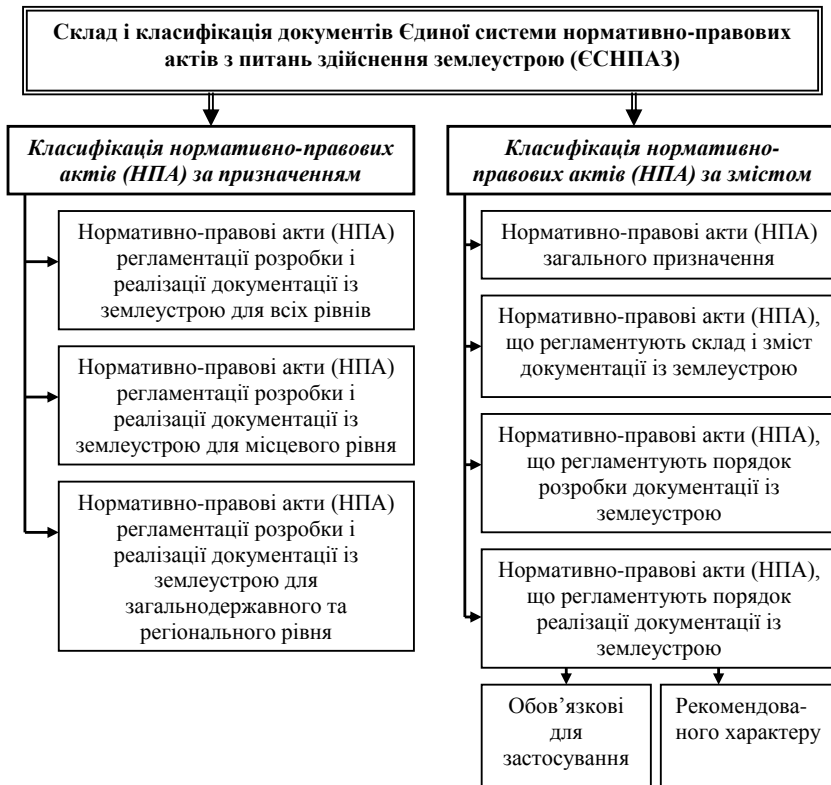 Склад і класифікація документів Єдиної системи нормативно-правових
актів з питань здійснення землеустрою (ЄСНПАЗ)
Класифікація нормативно-правових
актів (НПА) за призначенням
Нормативно-правові акти (НПА)
регламентації розробки і
реалізації документації із
землеустрою для всіх рівнів
Нормативно-правові акти (НПА)
регламентації розробки і
реалізації документації із
землеустрою для місцевого рівня
Нормативно-правові акти (НПА)
регламентації розробки і
реалізації документації із
землеустрою для
загальнодержавного та
регіонального рівня
Класифікація нормативно-
правових актів (НПА) за змістом
Нормативно-правові акти (НПА)
загального призначення
Нормативно-правові акти (НПА),
що регламентують склад і зміст
документації із землеустрою
Нормативно-правові акти (НПА),
що регламентують порядок
розробки документації із
землеустрою
Нормативно-правові акти (НПА),
що регламентують порядок
реалізації документації із
землеустрою
Обов’язкові
для
застосування
Рекомендова-
ного характеру